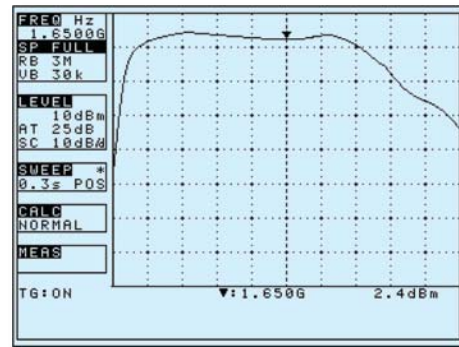 FREQ Hz
1.6500G
SP FULL
RB 3M
VB 30k
LEVEL
10dBm
AT 25dB
SC 10dB/d
SWEEP *
0.3s POS
CALC
NORMAL
MEAS
TG:ON ▼:1.650G 2.4dBm